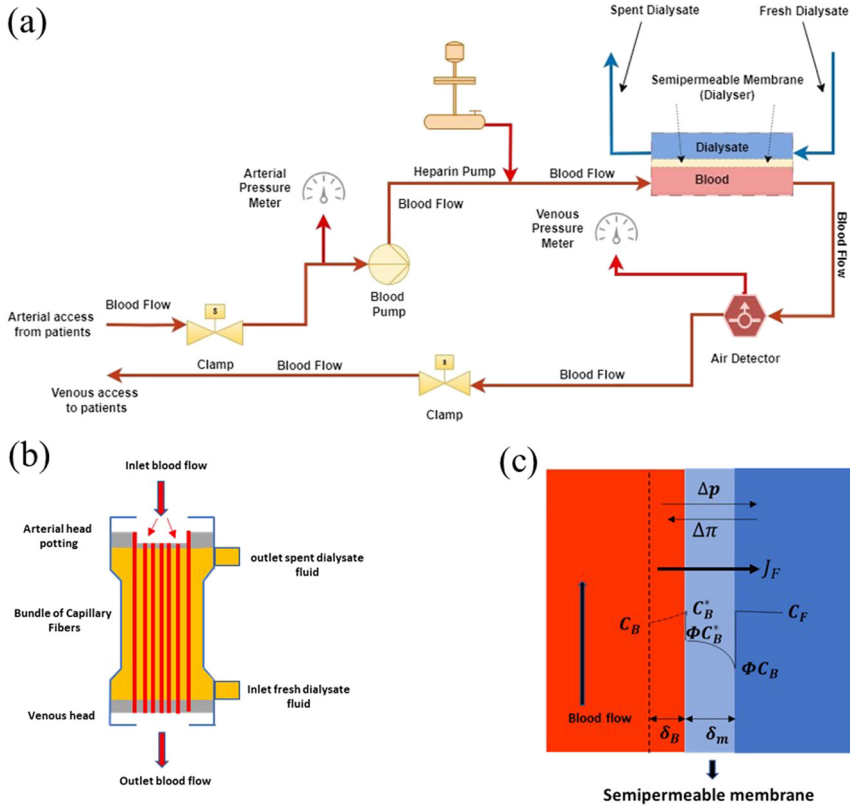 (a)
Spent Dialysate
Fresh Dialysate
Semipermeable Membrane
(Dialyser)
Dialysate
Blood
Arterial
Pressure
Meter
Heparin Pump
Blood Flow
Blood Flow
Venous
Pressure
Meter
Blood Flow
Blood
Pump
Blood Flow
Arterial access
from patients
$
Clamp
Blood Flow
Venous access
to patients
$
Clamp
Blood Flow
Air Detector
(b)
Inlet blood flow
Arterial head
potting
outlet spent dialysate
fluid
Bundle of Capillary
Fibers
Inlet fresh dialysate
fluid
Venous head
Outlet blood flow
(c)
Δp
Δπ
J_F
C_B
C_B^*
ΦC_B^*
C_F
ΦC_B
Blood flow
δ_B
δ_m
Semipermeable membrane